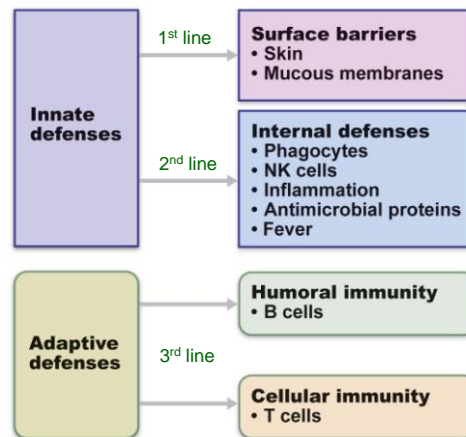 1st line
Surface barriers
• Skin
• Mucous membranes
Innate
defenses
2nd line
Internal defenses
• Phagocytes
• NK cells
• Inflammation
• Antimicrobial proteins
• Fever
Humoral immunity
• B cells
Adaptive
defenses
3rd line
Cellular immunity
• T cells